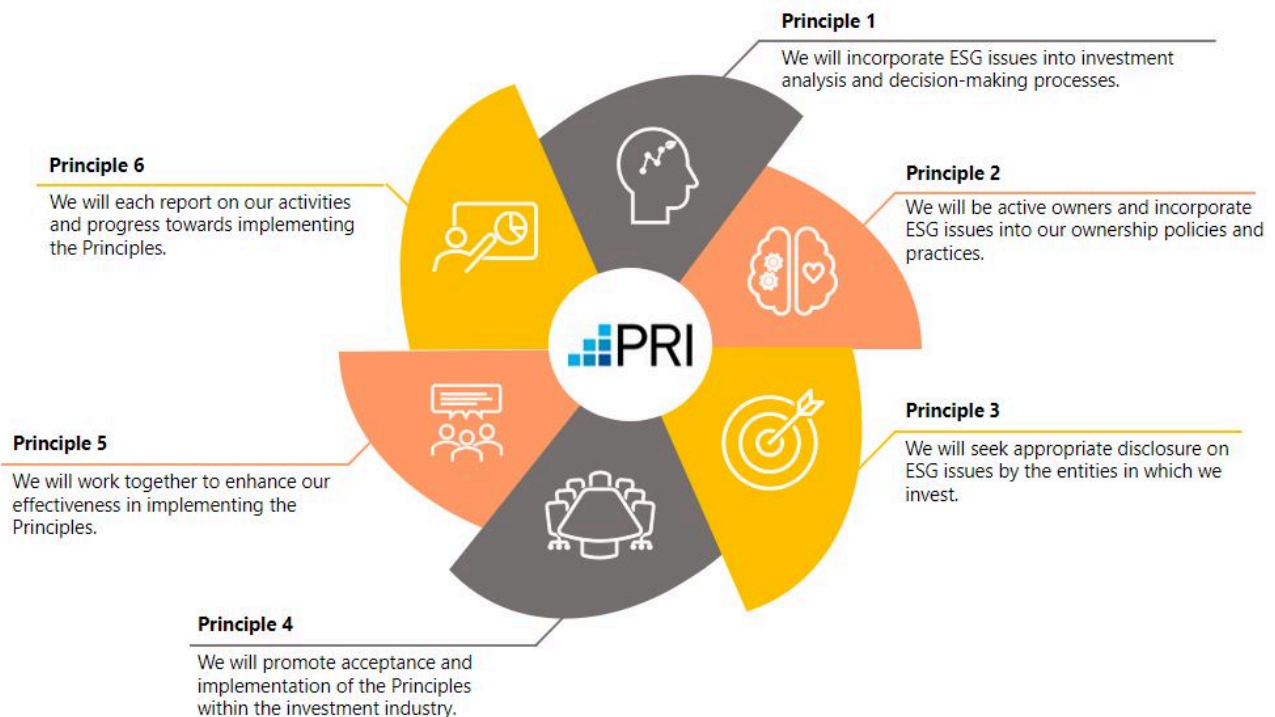 Principle 1
We will incorporate ESG issues into investment
analysis and decision-making processes.
Principle 2
We will be active owners and incorporate
ESG issues into our ownership policies and
practices.
Principle 3
We will seek appropriate disclosure on
ESG issues by the entities in which we
invest.
Principle 4
We will promote acceptance and
implementation of the Principles
within the investment industry.
Principle 5
We will work together to enhance our
effectiveness in implementing the
Principles.
Principle 6
We will each report on our activities
and progress towards implementing
the Principles.
PRI